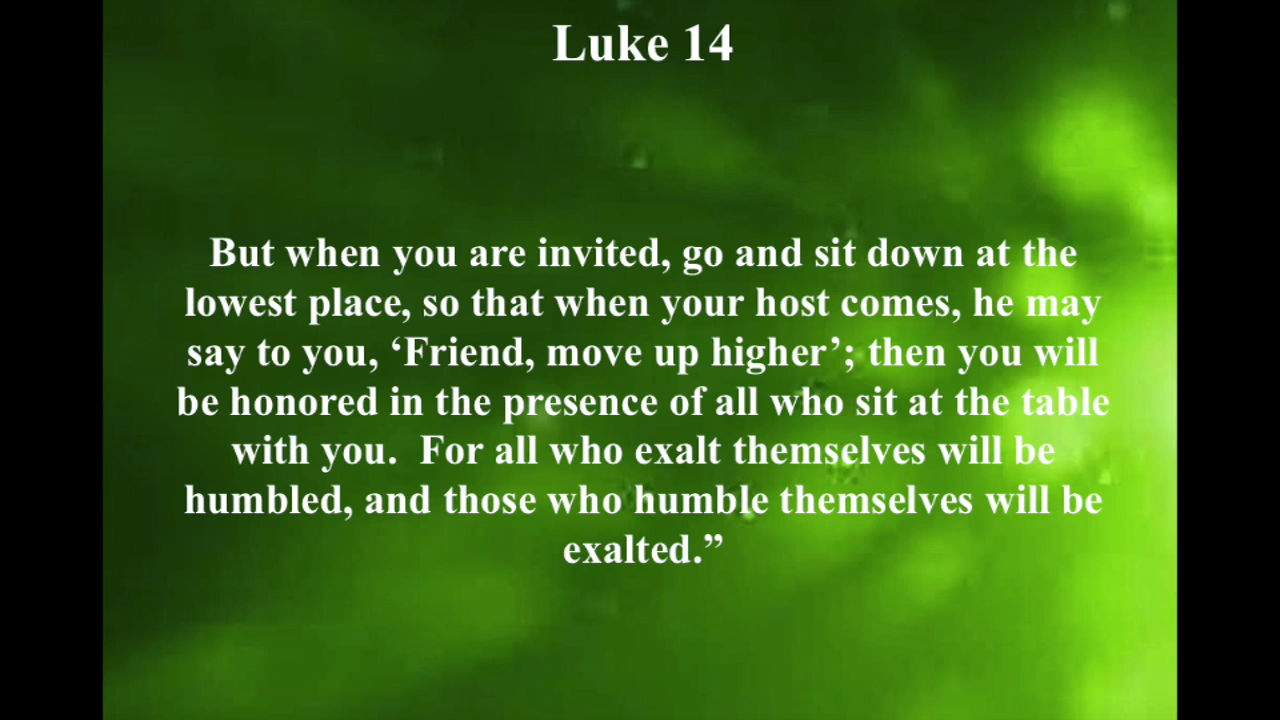 Luke 14
But when you are invited, go and sit down at the
lowest place, so that when your host comes, he may
say to you, ‘Friend, move up higher’; then you will
be honored in the presence of all who sit at the table
with you.  For all who exalt themselves will be
humbled, and those who humble themselves will be
exalted.”